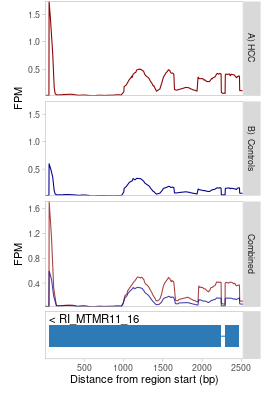 1.5
1.0
0.5
A) HCC
FPM
1.5
1.0
0.5
B) Controls
1.6
1.2
0.8
0.4
FPM
Combined
< RI_MTMR11_16
500 1000 1500 2000 2500
Distance from region start (bp)